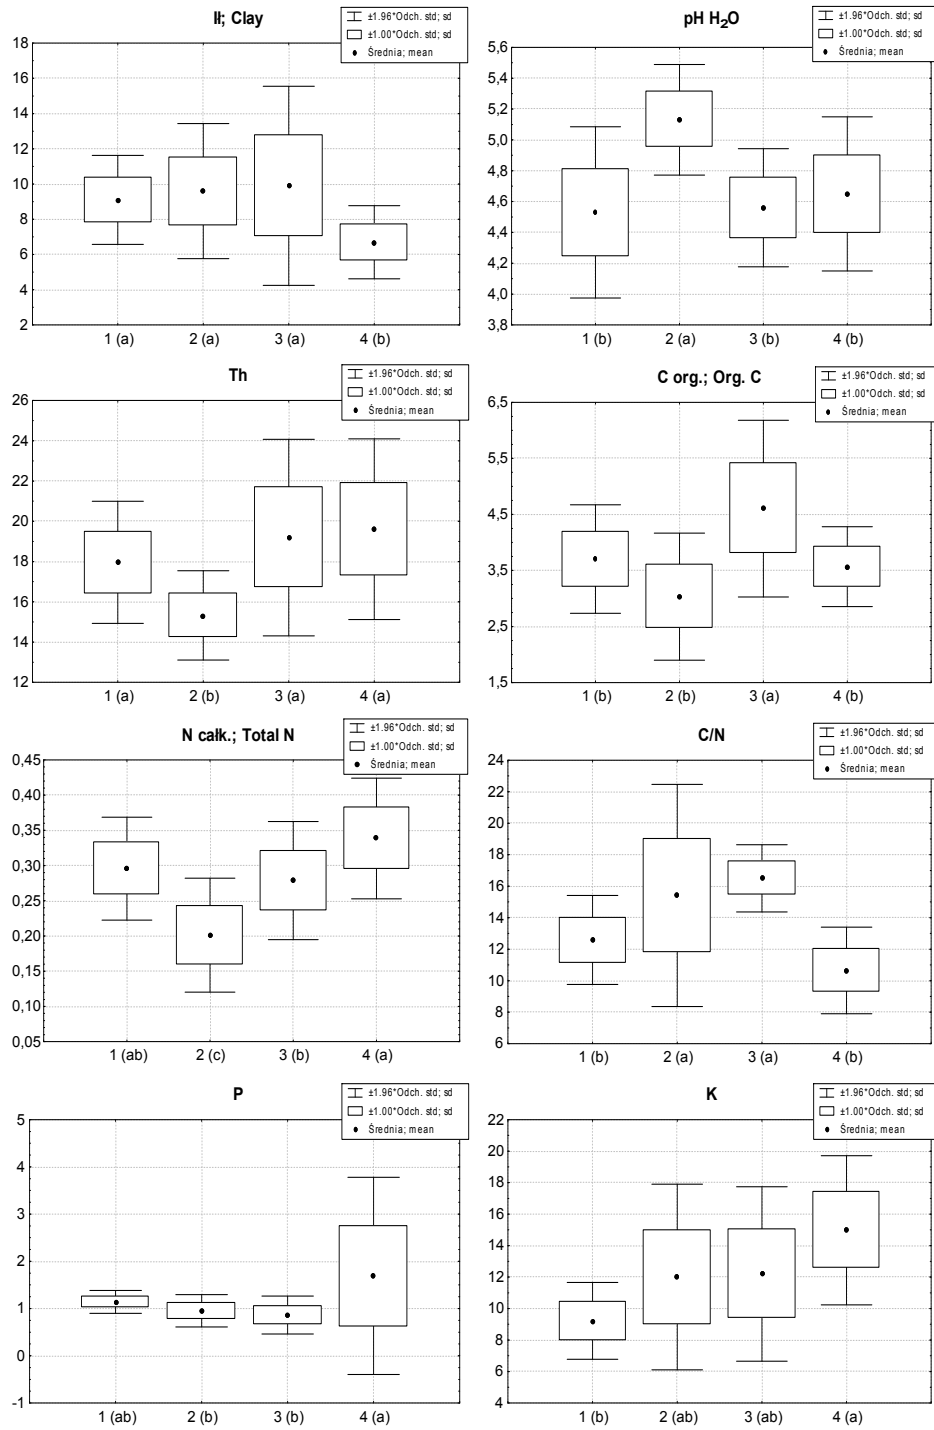 Ił; Clay
±1.96*Odch. std; sd
±1.00*Odch. std; sd
Średnia; mean
18
16
14
12
10
8
6
4
2
1 (a)
2 (a)
3 (a)
4 (b)
pH H₂O
±1.96*Odch. std; sd
±1.00*Odch. std; sd
Średnia; mean
5,6
5,4
5,2
5,0
4,8
4,6
4,4
4,2
4,0
3,8
1 (b)
2 (a)
3 (b)
4 (b)
Th
±1.96*Odch. std; sd
±1.00*Odch. std; sd
Średnia; mean
26
24
22
20
18
16
14
12
1 (a)
2 (b)
3 (a)
4 (a)
C org.; Org. C
±1.96*Odch. std; sd
±1.00*Odch. std; sd
Średnia; mean
6,5
5,5
4,5
3,5
2,5
1,5
1 (b)
2 (b)
3 (a)
4 (b)
N całk.; Total N
±1.96*Odch. std; sd
±1.00*Odch. std; sd
Średnia; mean
0,45
0,40
0,35
0,30
0,25
0,20
0,15
0,10
0,05
1 (ab)
2 (c)
3 (b)
4 (a)
C/N
±1.96*Odch. std; sd
±1.00*Odch. std; sd
Średnia; mean
24
22
20
18
16
14
12
10
8
6
1 (b)
2 (a)
3 (a)
4 (b)
P
±1.96*Odch. std; sd
±1.00*Odch. std; sd
Średnia; mean
5
4
3
2
1
0
-1
1 (ab)
2 (b)
3 (b)
4 (a)
K
±1.96*Odch. std; sd
±1.00*Odch. std; sd
Średnia; mean
22
20
18
16
14
12
10
8
6
4
1 (b)
2 (ab)
3 (ab)
4 (a)